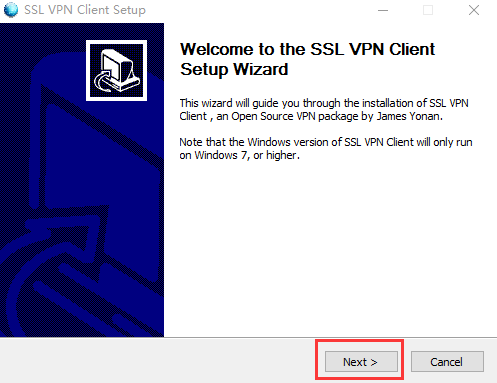 SSL VPN Client Setup
Welcome to the SSL VPN Client
Setup Wizard
This wizard will guide you through the installation of SSL VPN
Client , an Open Source VPN package by James Yonan.
Note that the Windows version of SSL VPN Client will only run
on Windows 7, or higher.
Next >
Cancel